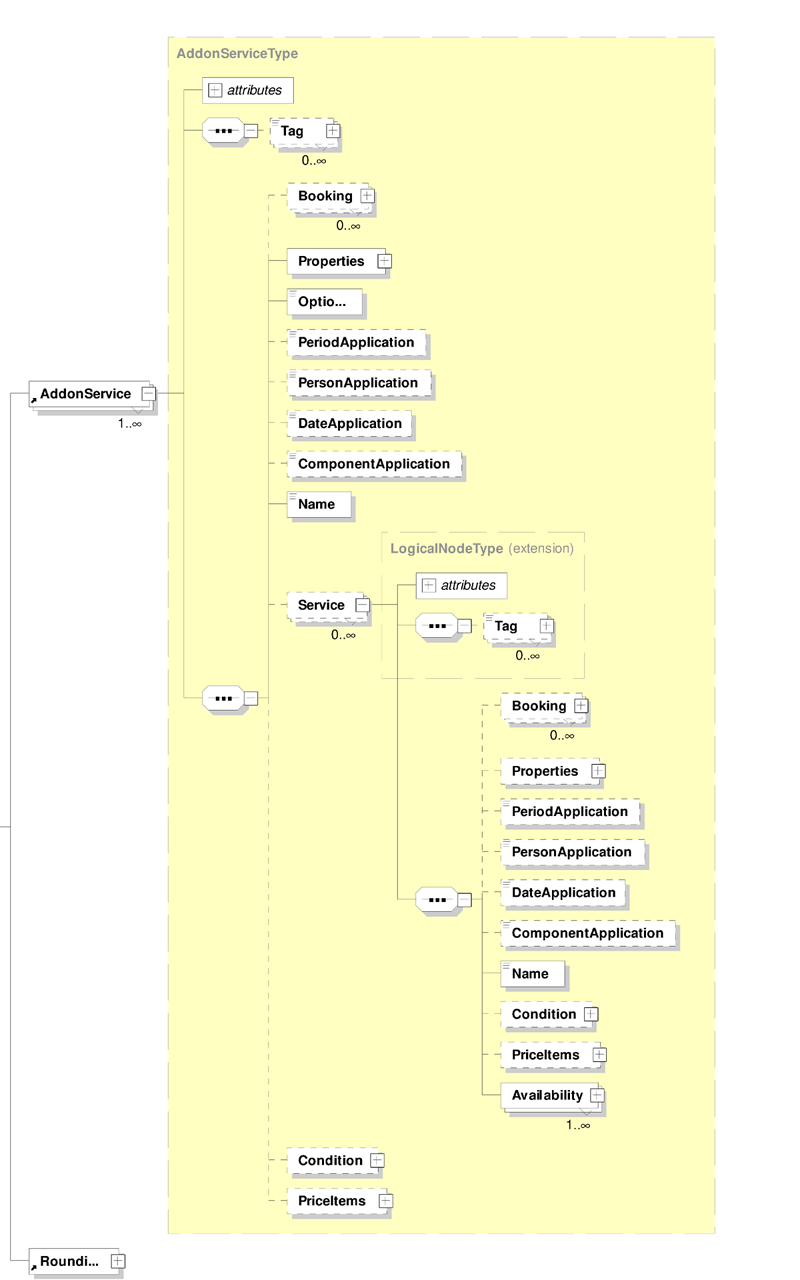 AddonServiceType
attributes
Tag
0..∞
Booking
0..∞
Properties
Optio...
PeriodApplication
PersonApplication
AddonService
1..∞
DateApplication
ComponentApplication
Name
LogicalNodeType (extension)
attributes
Service
0..∞
Tag
0..∞
Booking
0..∞
Properties
PeriodApplication
PersonApplication
DateApplication
ComponentApplication
Name
Condition
PriceItems
Availability
1..∞
Condition
PriceItems
Roundi...